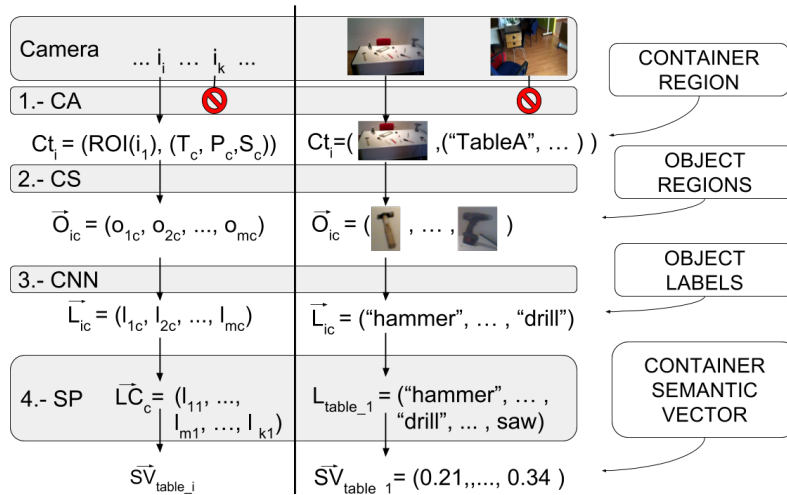 Camera
... i_i ... i_k ...
CONTAINER
REGION
1.- CA
Ct_i = (ROI(i_1), (T_c, P_c,S_c))
Ct_i=( ,(“TableA”, ... ) )
2.- CS
OBJECT
REGIONS
O_ic = (o_1c, o_2c, ..., o_mc)
O_ic = ( , ... , )
3.- CNN
OBJECT
LABELS
L_ic = (l_1c, l_2c, ..., l_mc)
L_ic = (“hammer”, ... , “drill”)
4.- SP
LC_c = (l_11, ...,
l_m1, ..., l_k1)
L_table_1 = (“hammer”, ... ,
“drill”, ... , saw)
CONTAINER
SEMANTIC
VECTOR
SV_table_i
SV_table_1 = (0.21,,..., 0.34 )